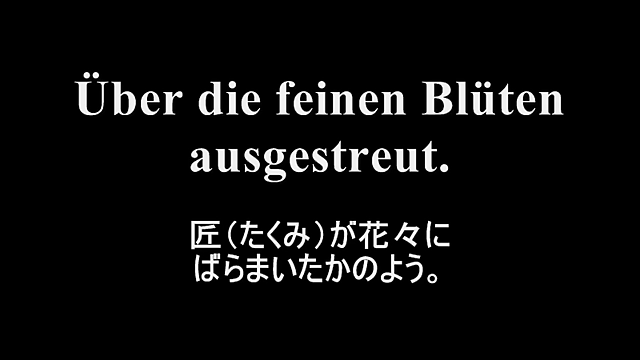 Über die feinen Blüten
ausgestreut.
匠（たくみ）が花々に
ばらまいたかのよう。